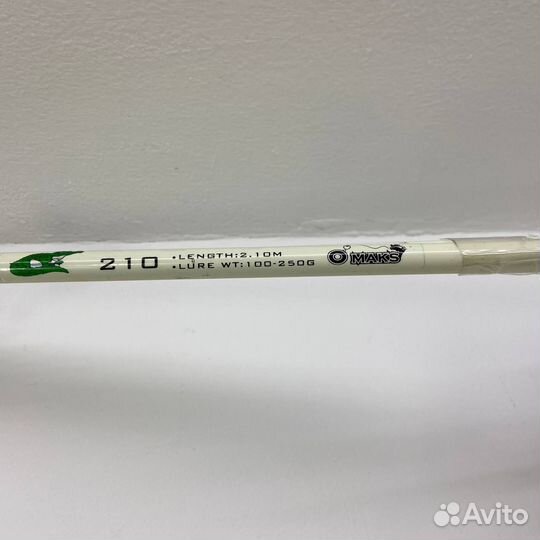 210
•LENGTH:2.10M
•LURE WT:100-250G
MAKS
Avito